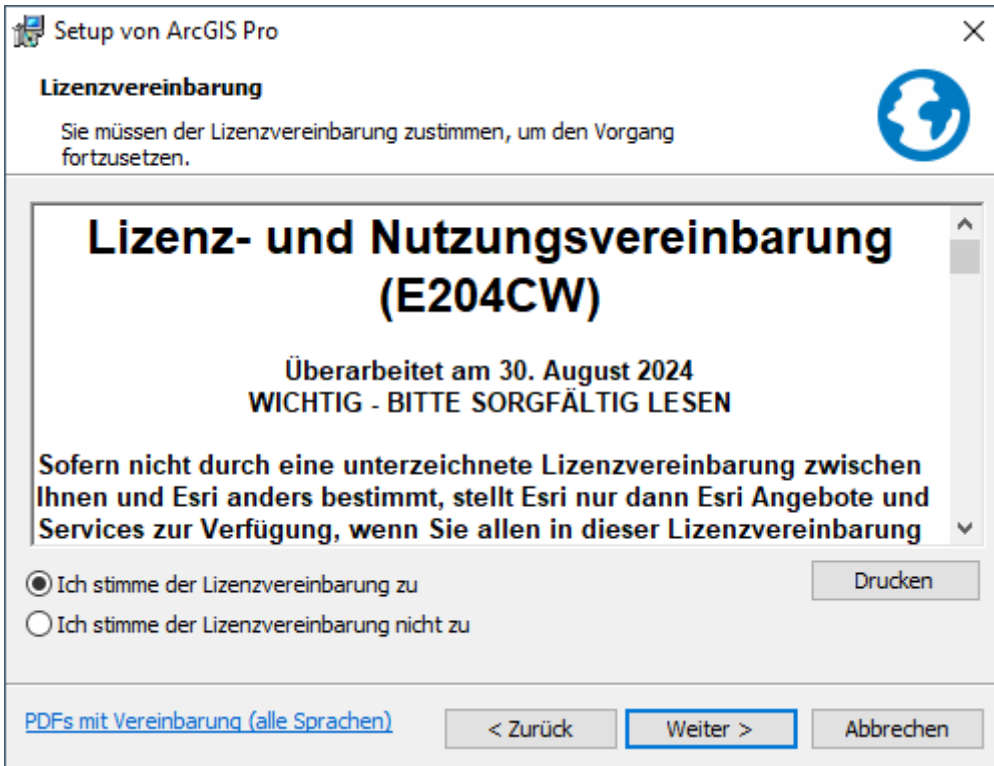 Setup von ArcGIS Pro
Lizenzvereinbarung
Sie müssen der Lizenzvereinbarung zustimmen, um den Vorgang
fortzusetzen.
Lizenz- und Nutzungsvereinbarung
(E204CW)
Überarbeitet am 30. August 2024
WICHTIG - BITTE SORGFÄLTIG LESEN
Sofern nicht durch eine unterzeichnete Lizenzvereinbarung zwischen
Ihnen und Esri anders bestimmt, stellt Esri nur dann Esri Angebote und
Services zur Verfügung, wenn Sie allen in dieser Lizenzvereinbarung
Ich stimme der Lizenzvereinbarung zu
Drucken
Ich stimme der Lizenzvereinbarung nicht zu
PDFs mit Vereinbarung (alle Sprachen)
< Zurück
Weiter >
Abbrechen